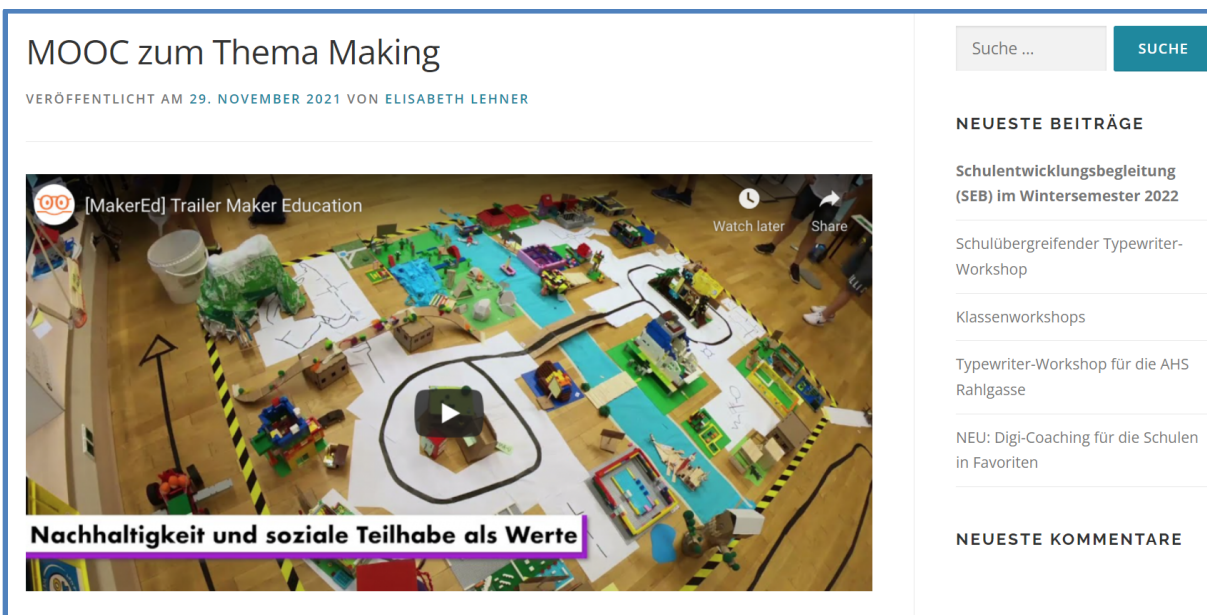 MOOC zum Thema Making
VERÖFFENTLICHT AM 29. NOVEMBER 2021 VON ELISABETH LEHNER
[MakerEd] Trailer Maker Education
Watch later
Share
Nachhaltigkeit und soziale Teilhabe als Werte
Suche ...
SUCHE
NEUESTE BEITRÄGE
Schulentwicklungsbegleitung
(SEB) im Wintersemester 2022
Schulübergreifender Typewriter-
Workshop
Klassenworkshops
Typewriter-Workshop für die AHS
Rahlgasse
NEU: Digi-Coaching für die Schulen
in Favoriten
NEUESTE KOMMENTARE